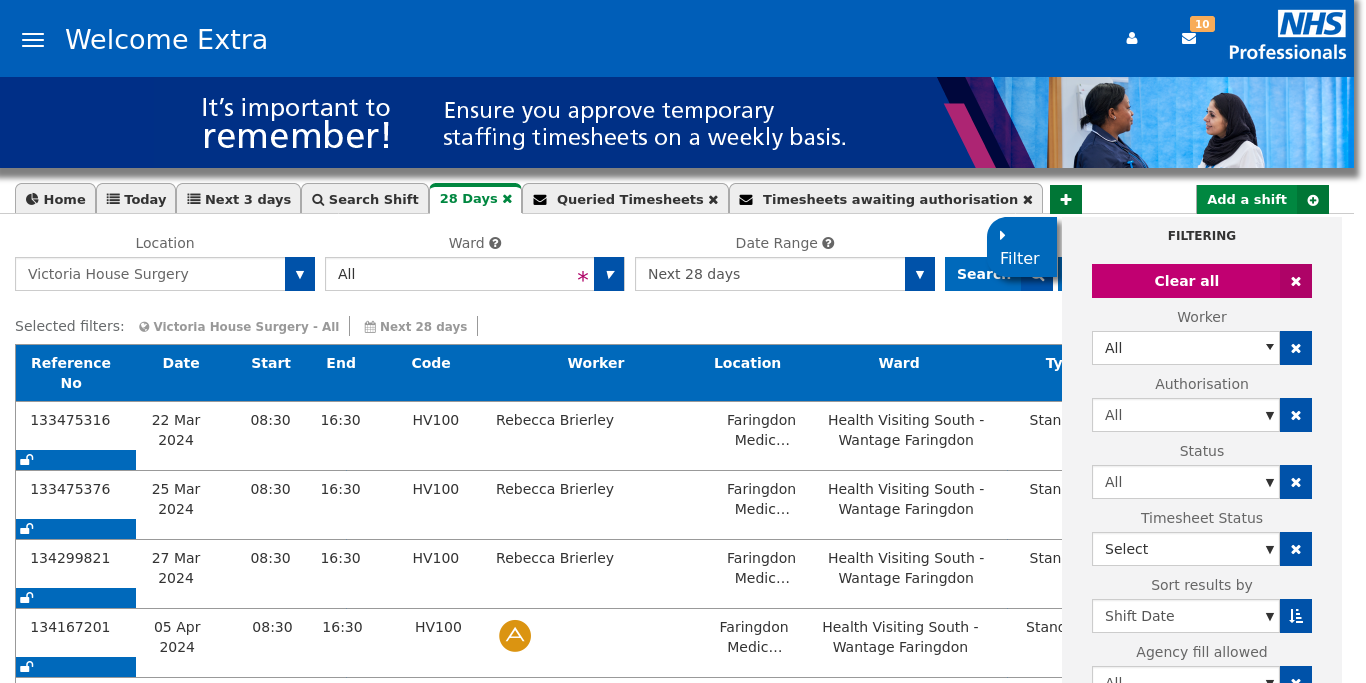 Welcome Extra
10
NHS
Professionals
It's important to
remember!
Ensure you approve temporary
staffing timesheets on a weekly basis.
Home
Today
Next 3 days
Search Shift
28 Days
Queried Timesheets
Timesheets awaiting authorisation
Add a shift
Location
Ward
Date Range
Filter
FILTERING
Victoria House Surgery
All
*
Next 28 days
Search
Clear all
Worker
All
Authorisation
All
Status
All
Timesheet Status
Select
Sort results by
Shift Date
Agency fill allowed
All
Selected filters: Victoria House Surgery - All Next 28 days
Reference
No
Date Start End Code Worker Location Ward
133475316 22 Mar
2024
08:30 16:30 HV100 Rebecca Brierley Faringdon
Medic…
Health Visiting South -
Wantage Faringdon
133475376 25 Mar
2024
08:30 16:30 HV100 Rebecca Brierley Faringdon
Medic…
Health Visiting South -
Wantage Faringdon
134299821 27 Mar
2024
08:30 16:30 HV100 Rebecca Brierley Faringdon
Medic…
Health Visiting South -
Wantage Faringdon
134167201 05 Apr
2024
08:30 16:30 HV100 Faringdon
Medic…
Health Visiting South -
Wantage Faringdon